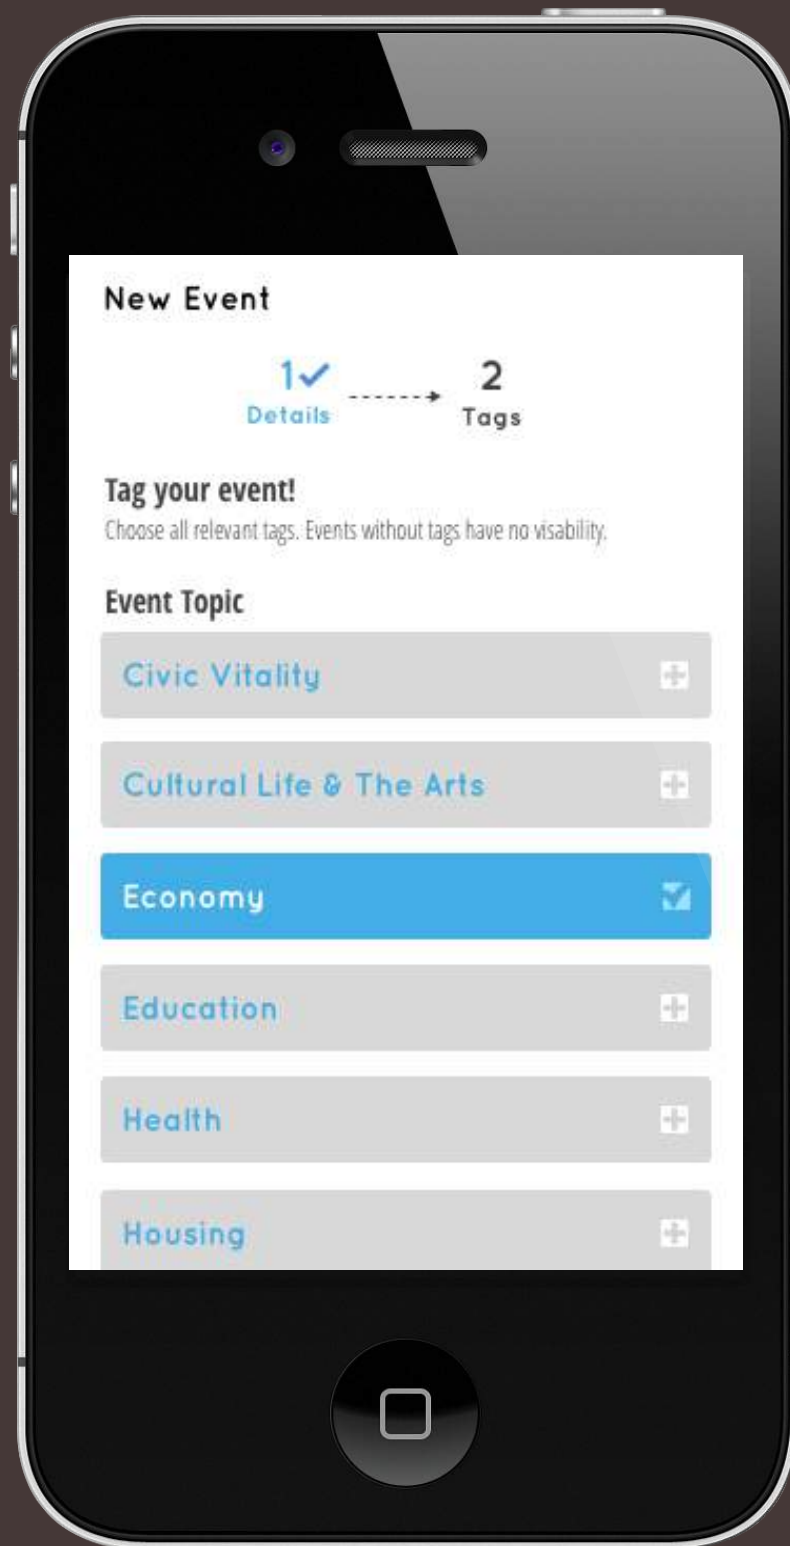 New Event
1 2
Details Tags
Tag your event!
Choose all relevant tags. Events without tags have no visability.
Event Topic
Civic Vitality
Cultural Life & The Arts
Economy
Education
Health
Housing